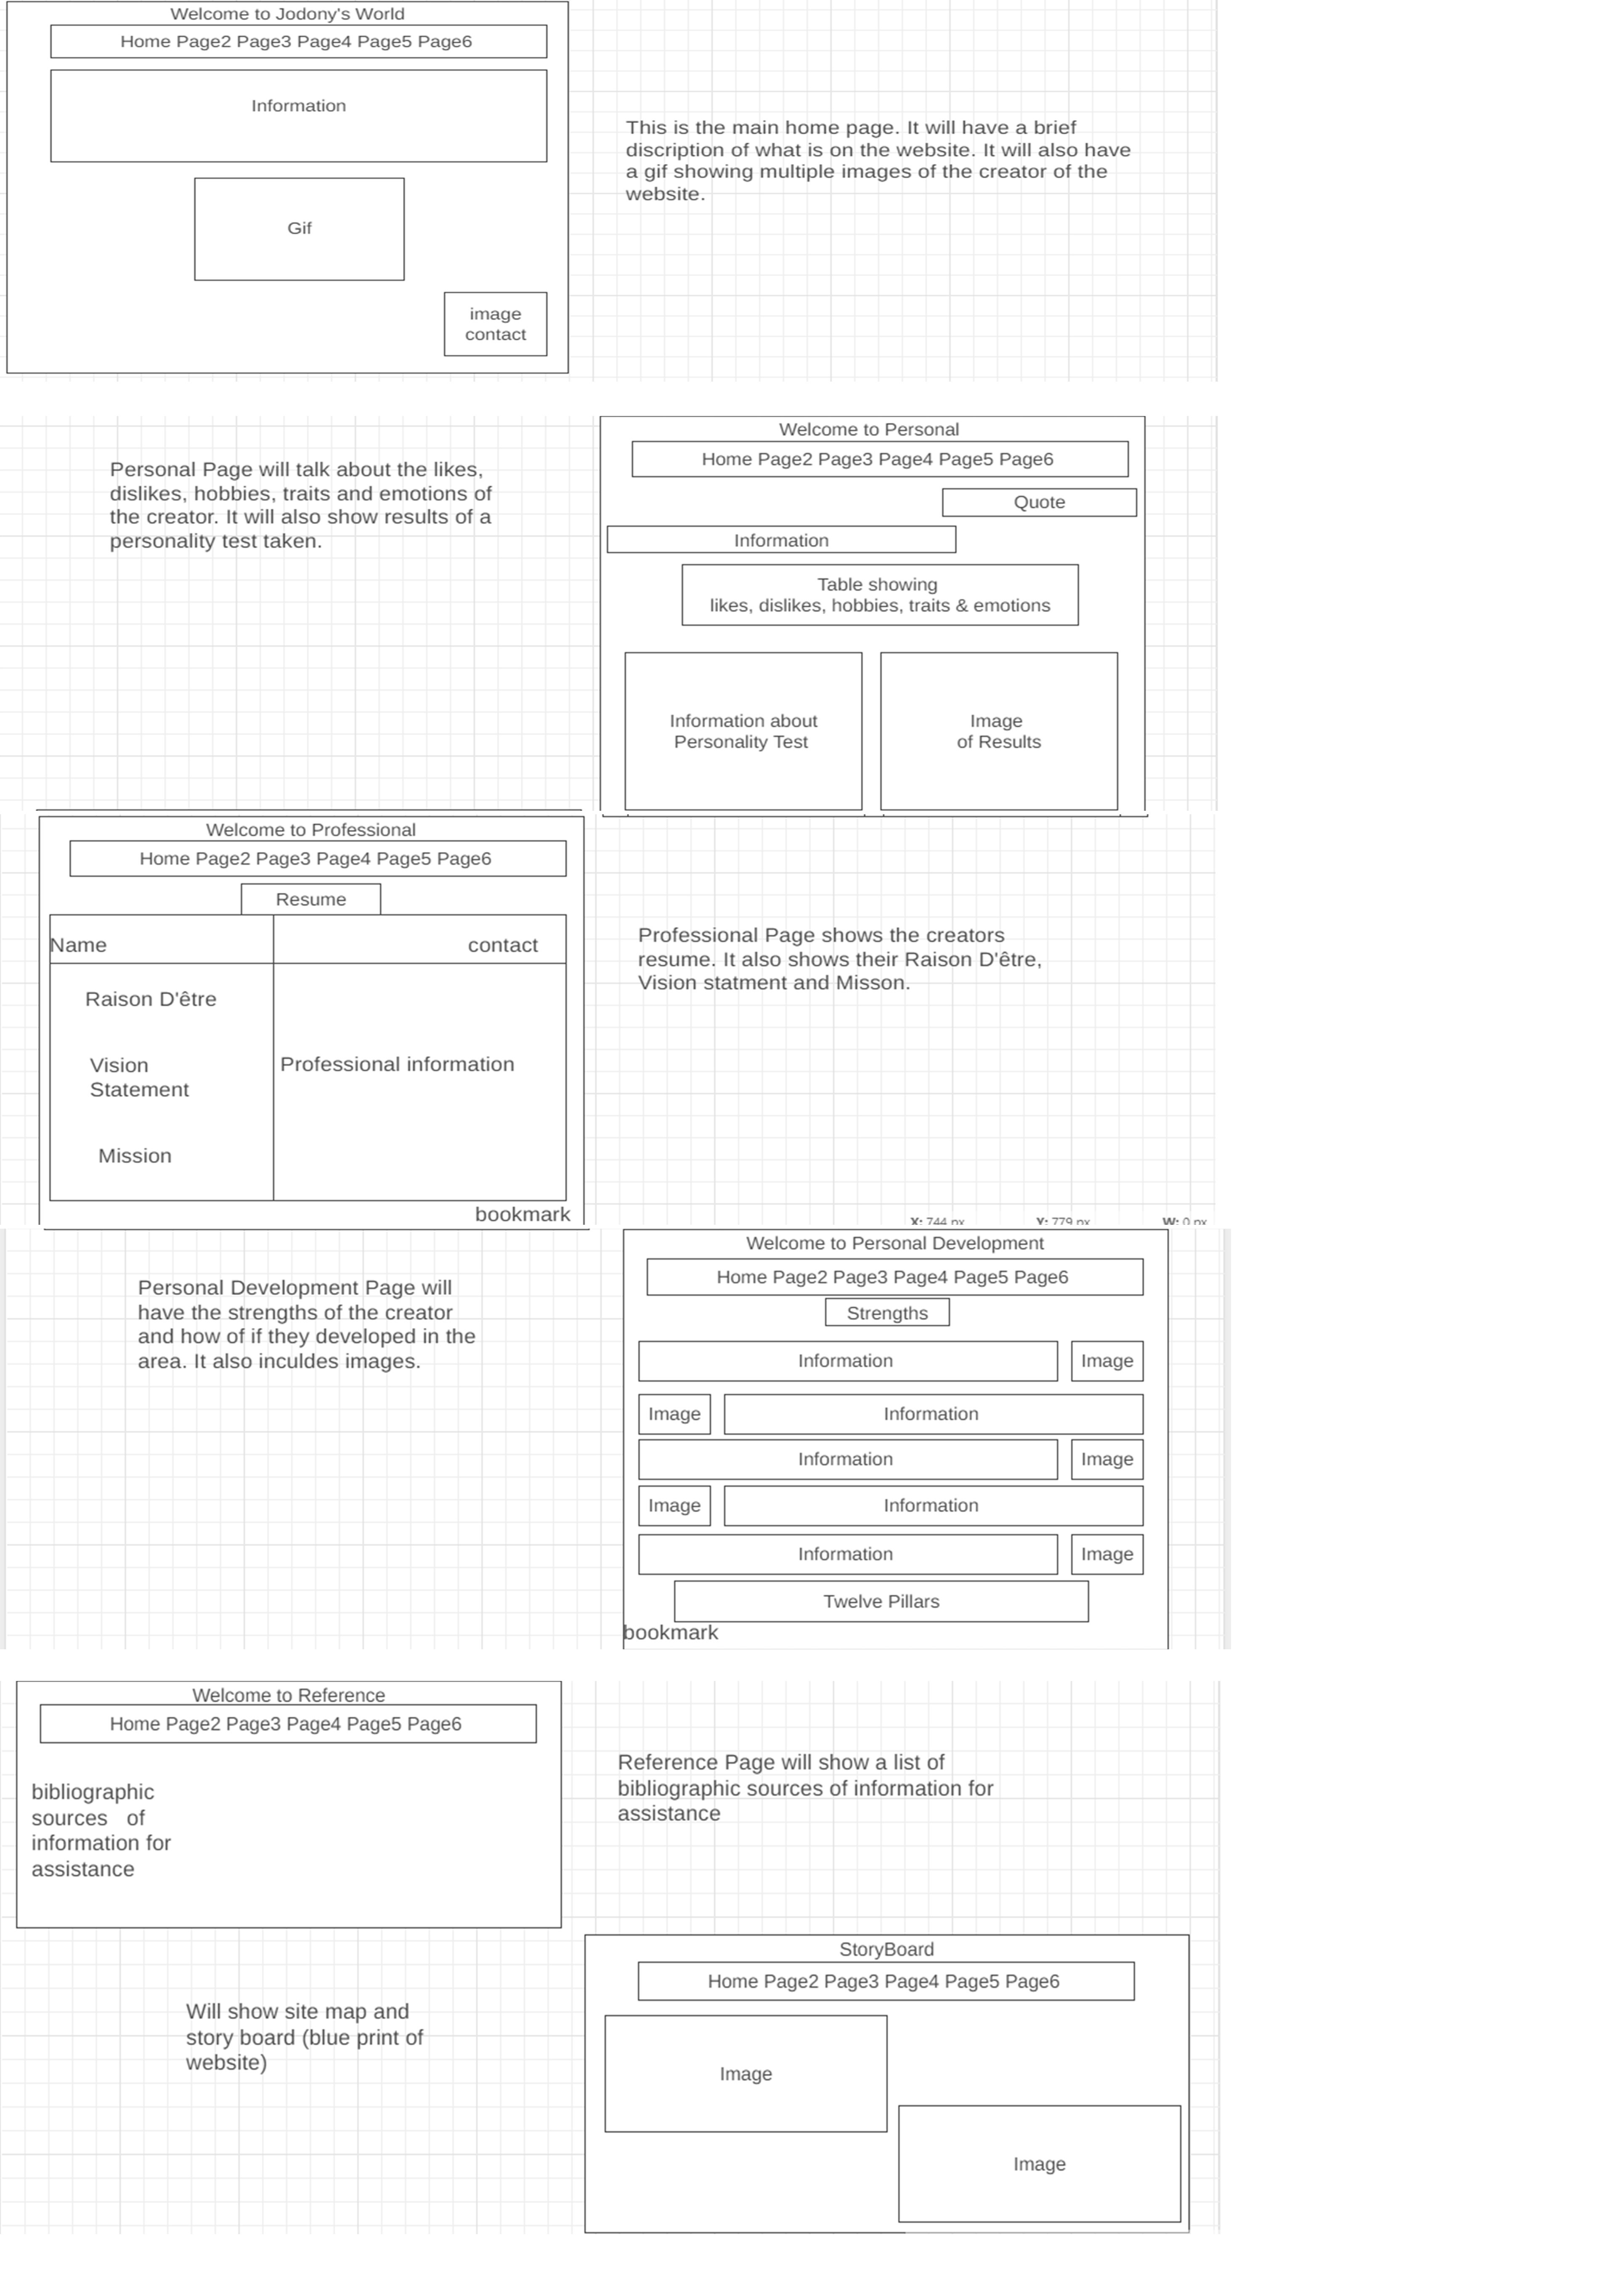 Welcome to Jodony's World
Home Page2 Page3 Page4 Page5 Page6
Information
Gif
image
contact
This is the main home page. It will have a brief
discription of what is on the website. It will also have
a gif showing multiple images of the creator of the
website.
Personal Page will talk about the likes,
dislikes, hobbies, traits and emotions of
the creator. It will also show results of a
personality test taken.
Welcome to Personal
Home Page2 Page3 Page4 Page5 Page6
Quote
Information
Table showing
likes, dislikes, hobbies, traits & emotions
Information about
Personality Test
Image
of Results
Welcome to Professional
Home Page2 Page3 Page4 Page5 Page6
Resume
Name
contact
Raison D'être
Vision
Statement
Mission
Professional information
bookmark
Professional Page shows the creators
resume. It also shows their Raison D'être,
Vision statment and Misson.
X: 744 px Y: 779 px W: 0 px
Personal Development Page will
have the strengths of the creator
and how of if they developed in the
area. It also inculdes images.
Welcome to Personal Development
Home Page2 Page3 Page4 Page5 Page6
Strengths
Information Image
Image Information
Information Image
Image Information
Information Image
Twelve Pillars
bookmark
Welcome to Reference
Home Page2 Page3 Page4 Page5 Page6
bibliographic
sources of
information for
assistance
Reference Page will show a list of
bibliographic sources of information for
assistance
Will show site map and
story board (blue print of
website)
StoryBoard
Home Page2 Page3 Page4 Page5 Page6
Image
Image